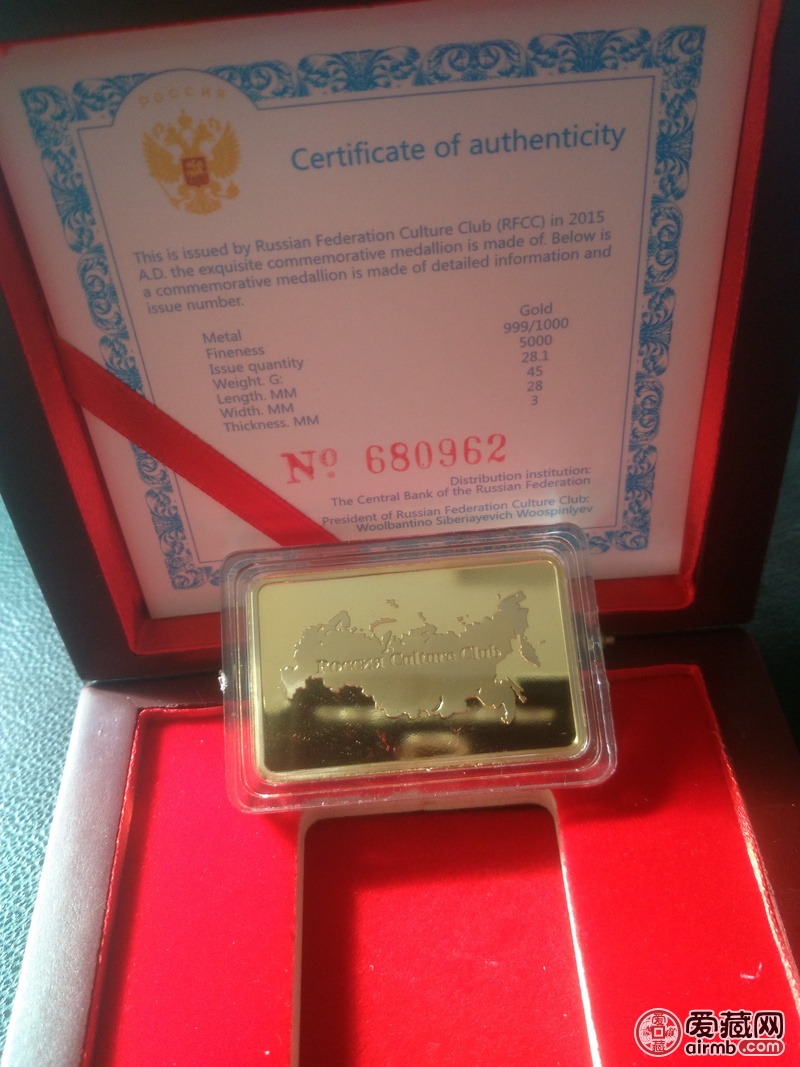 РОССИЯ
Certificate of authenticity
This is issued by Russian Federation Culture Club (RFCC) in 2015
A.D. the exquisite commemorative medallion is made of. Below is
a commemorative medallion is made of detailed information and
issue number.
Metal Gold
Fineness 999/1000
Issue quantity 5000
Weight. G: 28.1
Length. MM 45
Width. MM 28
Thickness. MM 3
Nº 680962
Distribution institution:
The Central Bank of the Russian Federation
President of Russian Federation Culture Club:
Woolbantino Siberiayevich Woospinlyev
Culture Club
爱藏网
airmb.com